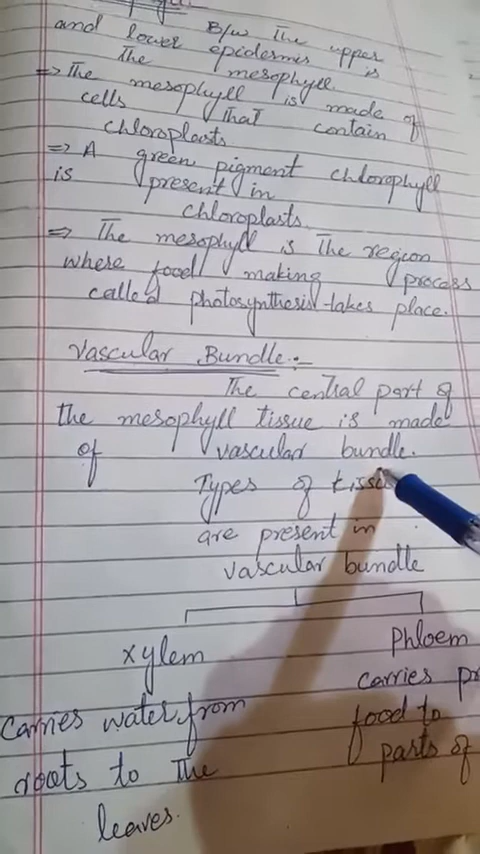 B/w The upper
and lower epidermis is
The mesophyll.
=> The mesophyll is made of
cells that contain
chloroplasts
=> A green pigment chlorophyll
is present in
chloroplasts.
=> The mesophyll is The region
where food making process
called photosynthesis takes place.
Vascular Bundle:-
The central part of
the mesophyll tissue is made
of vascular bundle.
Types of
are present in
vascular bundle
xylem
Carries water from
roots to The
leaves.
Phloem
carries
food to
parts of